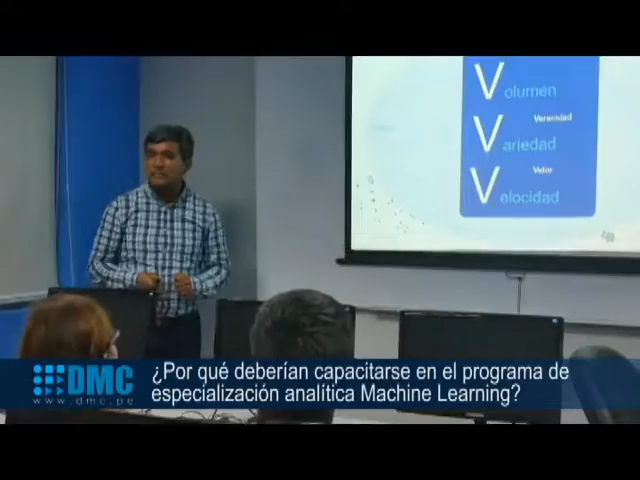 Volumen
Veracidad
Variedad
Valor
Velocidad
DMC
www.dmc.pe
¿Por qué deberían capacitarse en el programa de
especialización analítica Machine Learning?